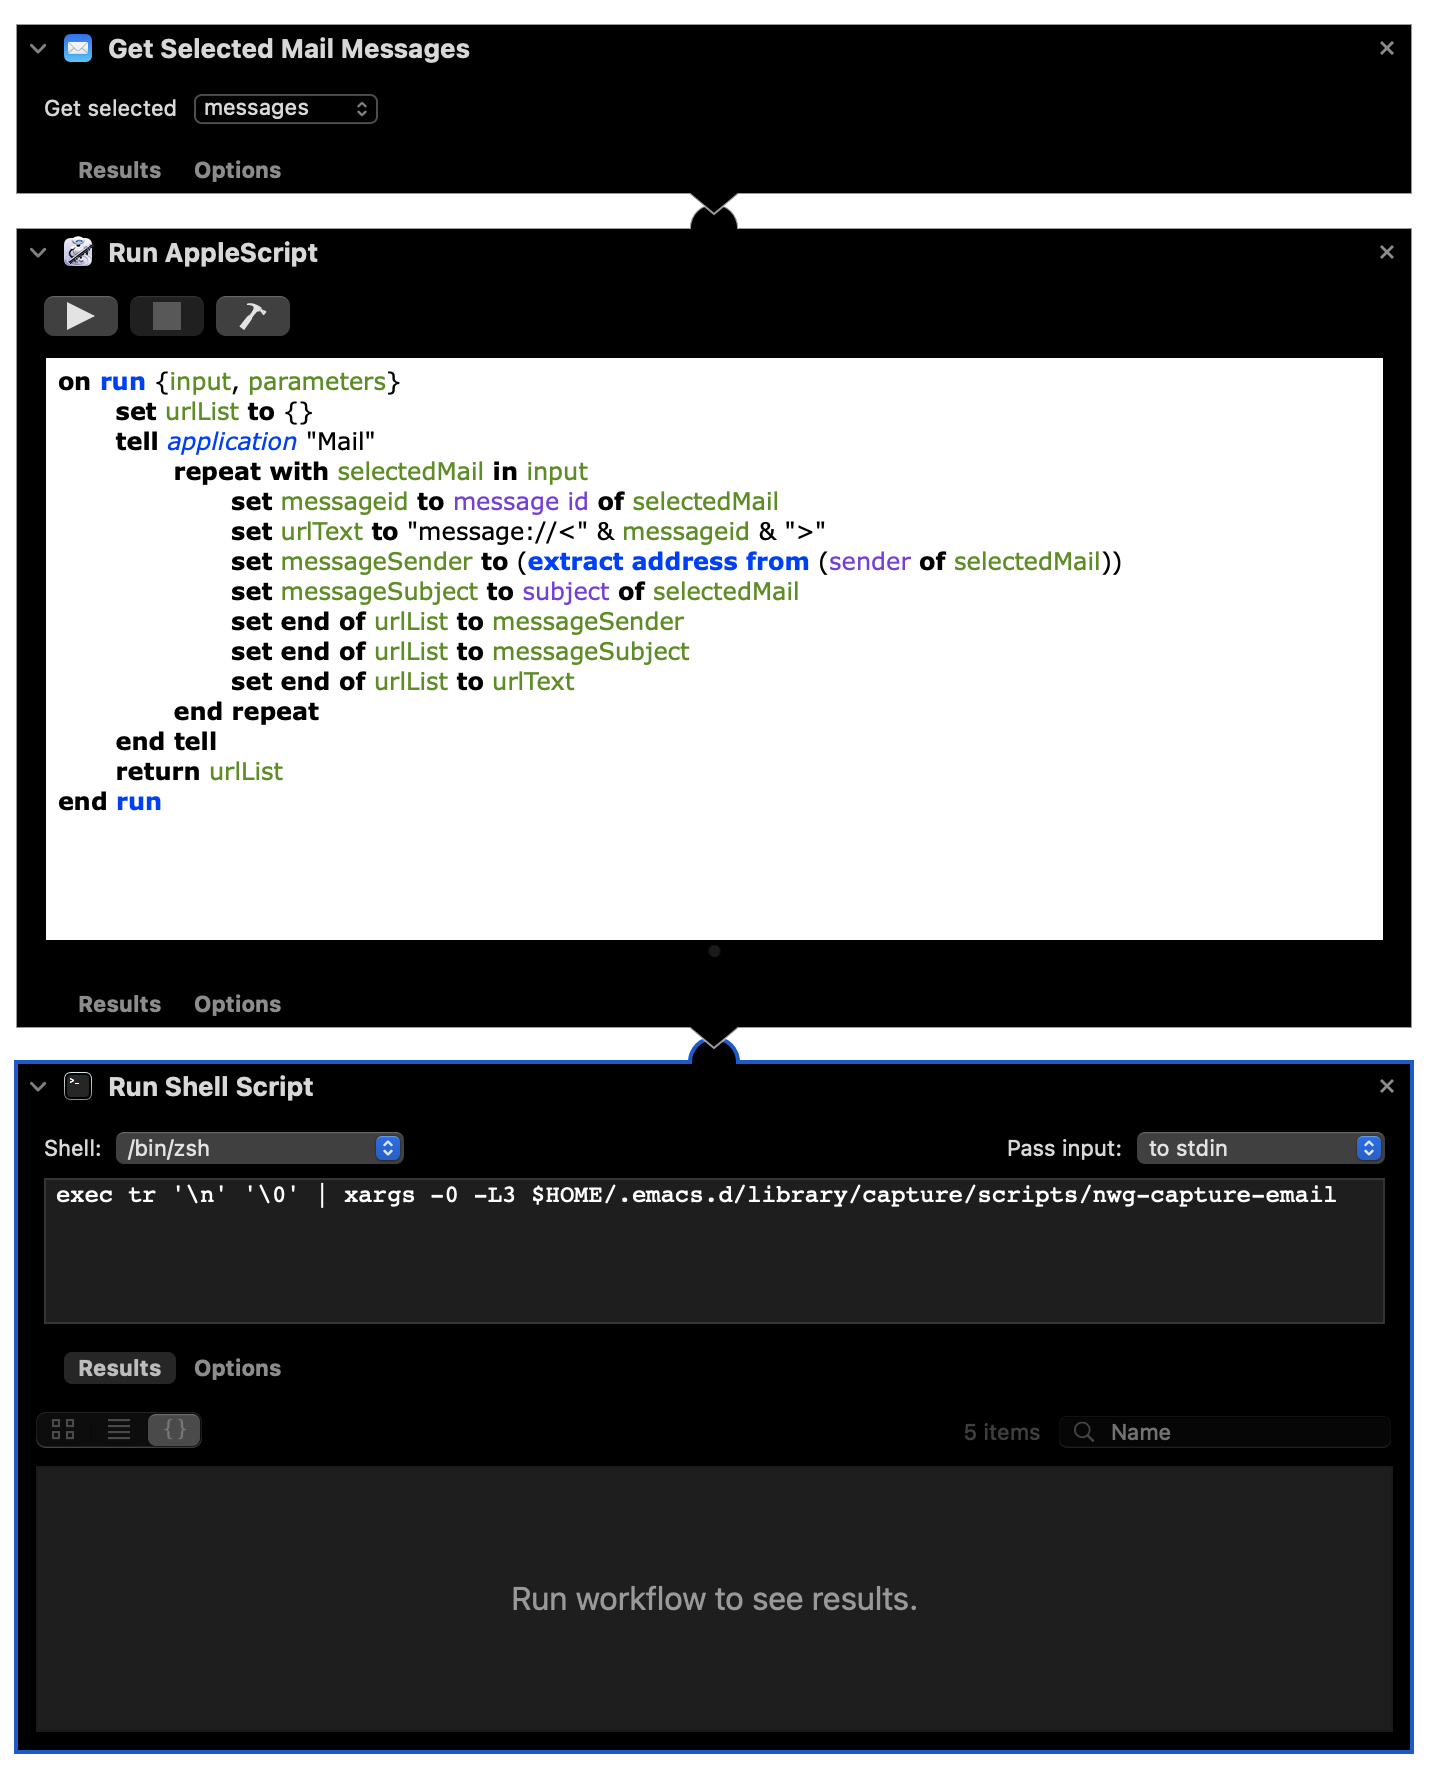 Get Selected Mail Messages
Get selected messages
Results Options
Run AppleScript
on run {input, parameters}
set urlList to {}
tell application "Mail"
repeat with selectedMail in input
set messageid to message id of selectedMail
set urlText to "message://<" & messageid & ">"
set messageSender to (extract address from (sender of selectedMail))
set messageSubject to subject of selectedMail
set end of urlList to messageSender
set end of urlList to messageSubject
set end of urlList to urlText
end repeat
end tell
return urlList
end run
Results Options
Run Shell Script
Shell: /bin/zsh Pass input: to stdin
exec tr '\n' '\0' | xargs -0 -L3 $HOME/.emacs.d/library/capture/scripts/nwg-capture-email
Results Options
5 items Name
Run workflow to see results.